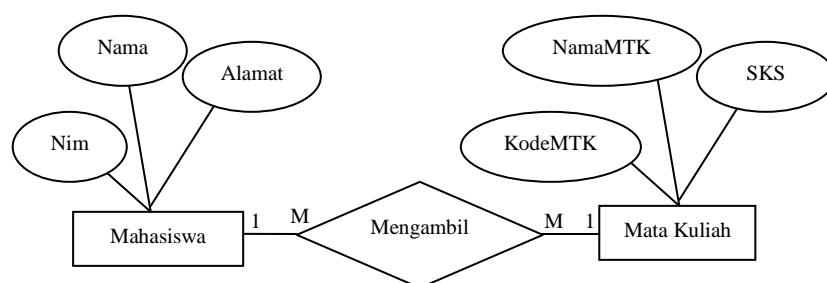 Nama
NamaMTK
Alamat
SKS
Nim
KodeMTK
Mahasiswa
1
M
Mengambil
M
1
Mata Kuliah